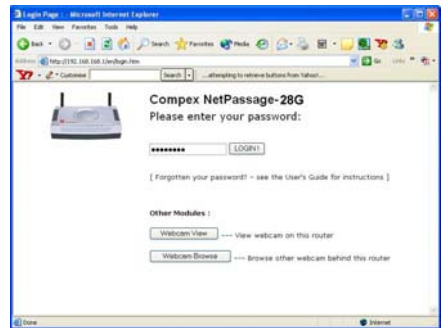 Login Page : - Microsoft Internet Explorer
File Edit View Favorites Tools Help
Back Search Favorites Media
Address http://192.168.168.1/en/login.htm Go Links
Y7 Customize Search ...attempting to retrieve buttons from Yahoo!...
Compex NetPassage-28G
Please enter your password:
•••••••• LOGIN!
[ Forgotten your password? - see the User's Guide for instructions ]
Other Modules :
Webcam View --- View webcam on this router
Webcam Browse --- Browse other webcam behind this router
Done Internet